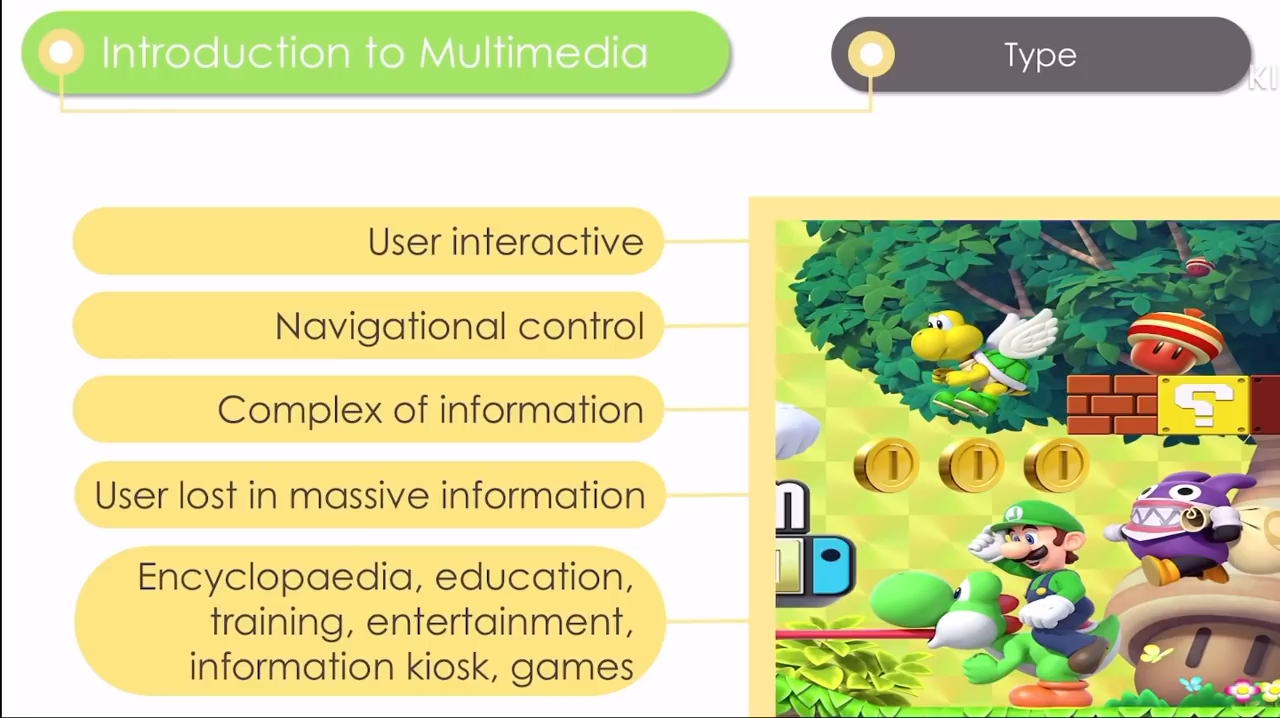 Introduction to Multimedia
Type
KI
User interactive
Navigational control
Complex of information
User lost in massive information
Encyclopaedia, education,
training, entertainment,
information kiosk, games